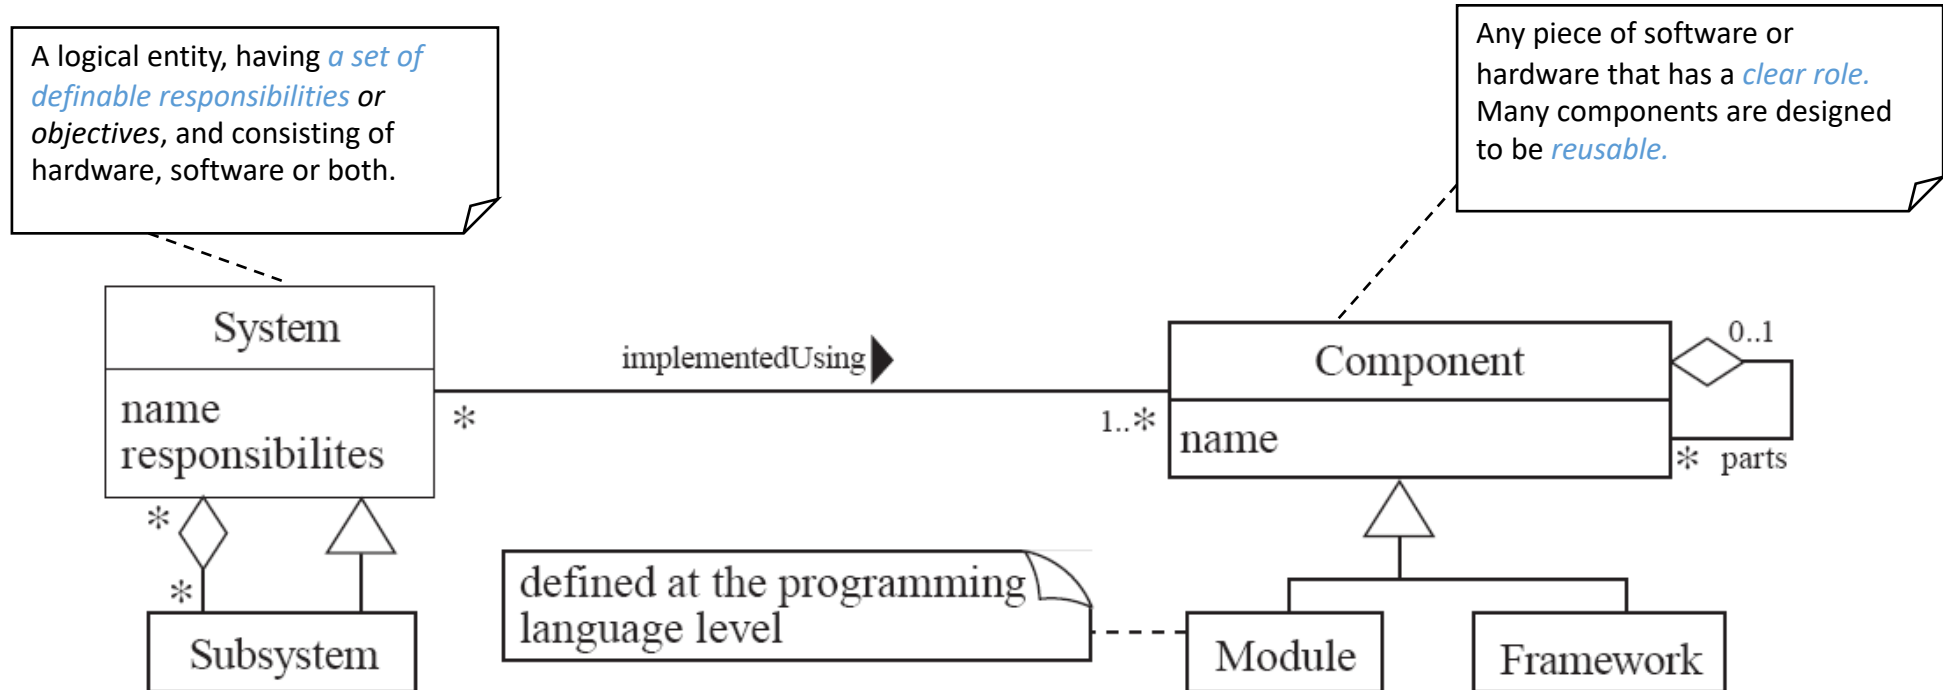 A logical entity, having a set of
definable responsibilities or
objectives, and consisting of
hardware, software or both.
Any piece of software or
hardware that has a clear role.
Many components are designed
to be reusable.
System
name
responsibilites
*
implementedUsing
1..*
Component
name
0..1
* parts
*
*
Subsystem
defined at the programming
language level
Module
Framework